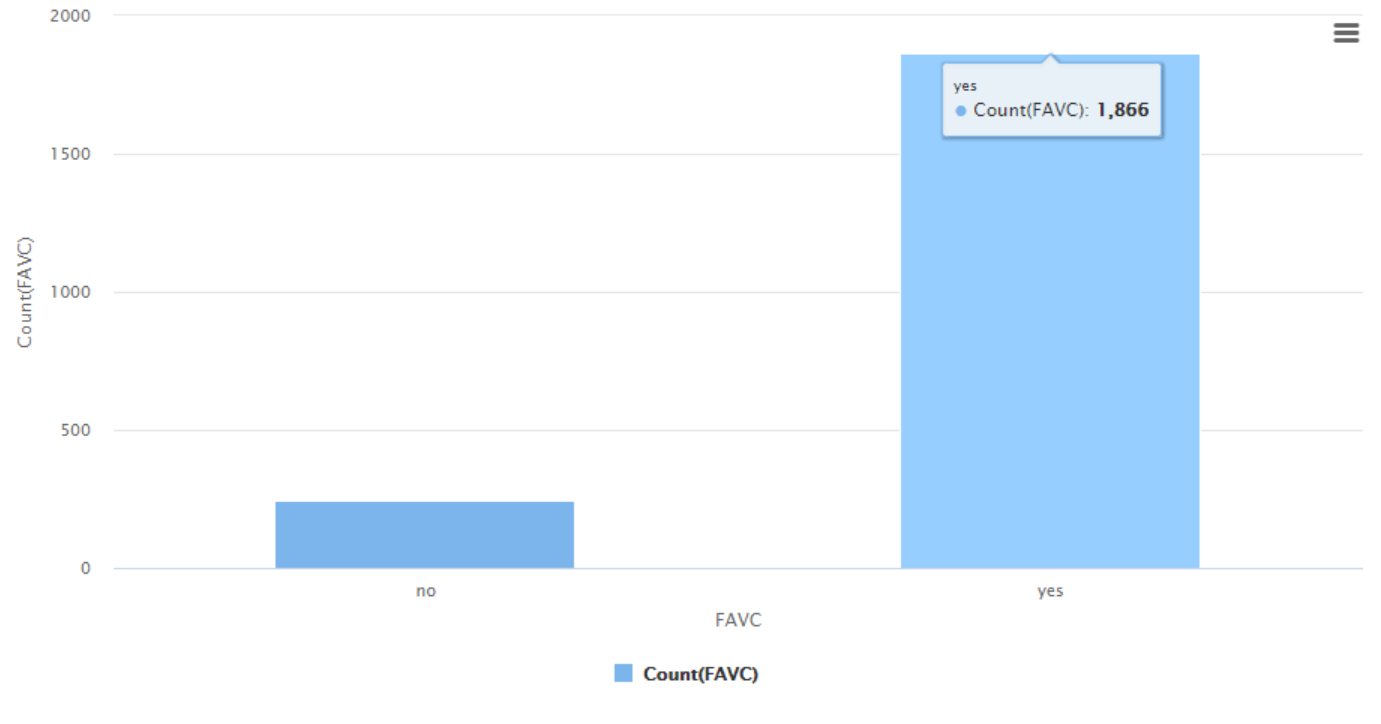 2000
1500
1000
500
0
Count(FAVC)
yes
Count(FAVC): 1,866
no
yes
FAVC
Count(FAVC)